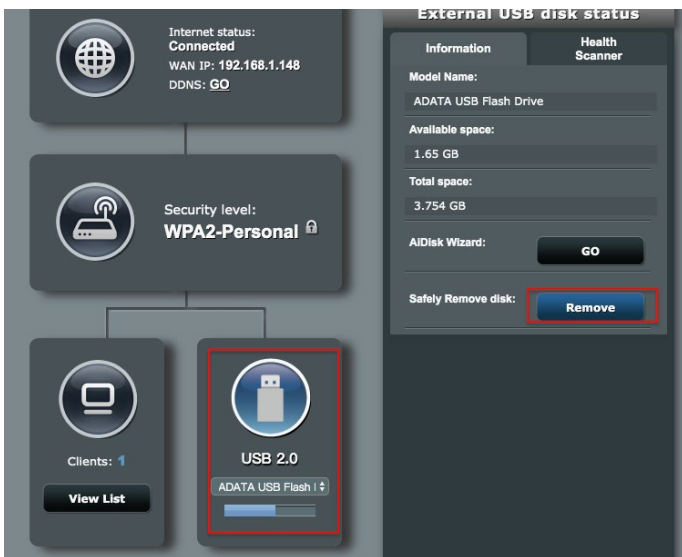 Internet status:
Connected
WAN IP: 192.168.1.148
DDNS: GO
Security level:
WPA2-Personal
Clients: 1
View List
USB 2.0
ADATA USB Flash
External USB disk status
Information
Health
Scanner
Model Name:
ADATA USB Flash Drive
Available space:
1.65 GB
Total space:
3.754 GB
AiDisk Wizard:
GO
Safely Remove disk:
Remove